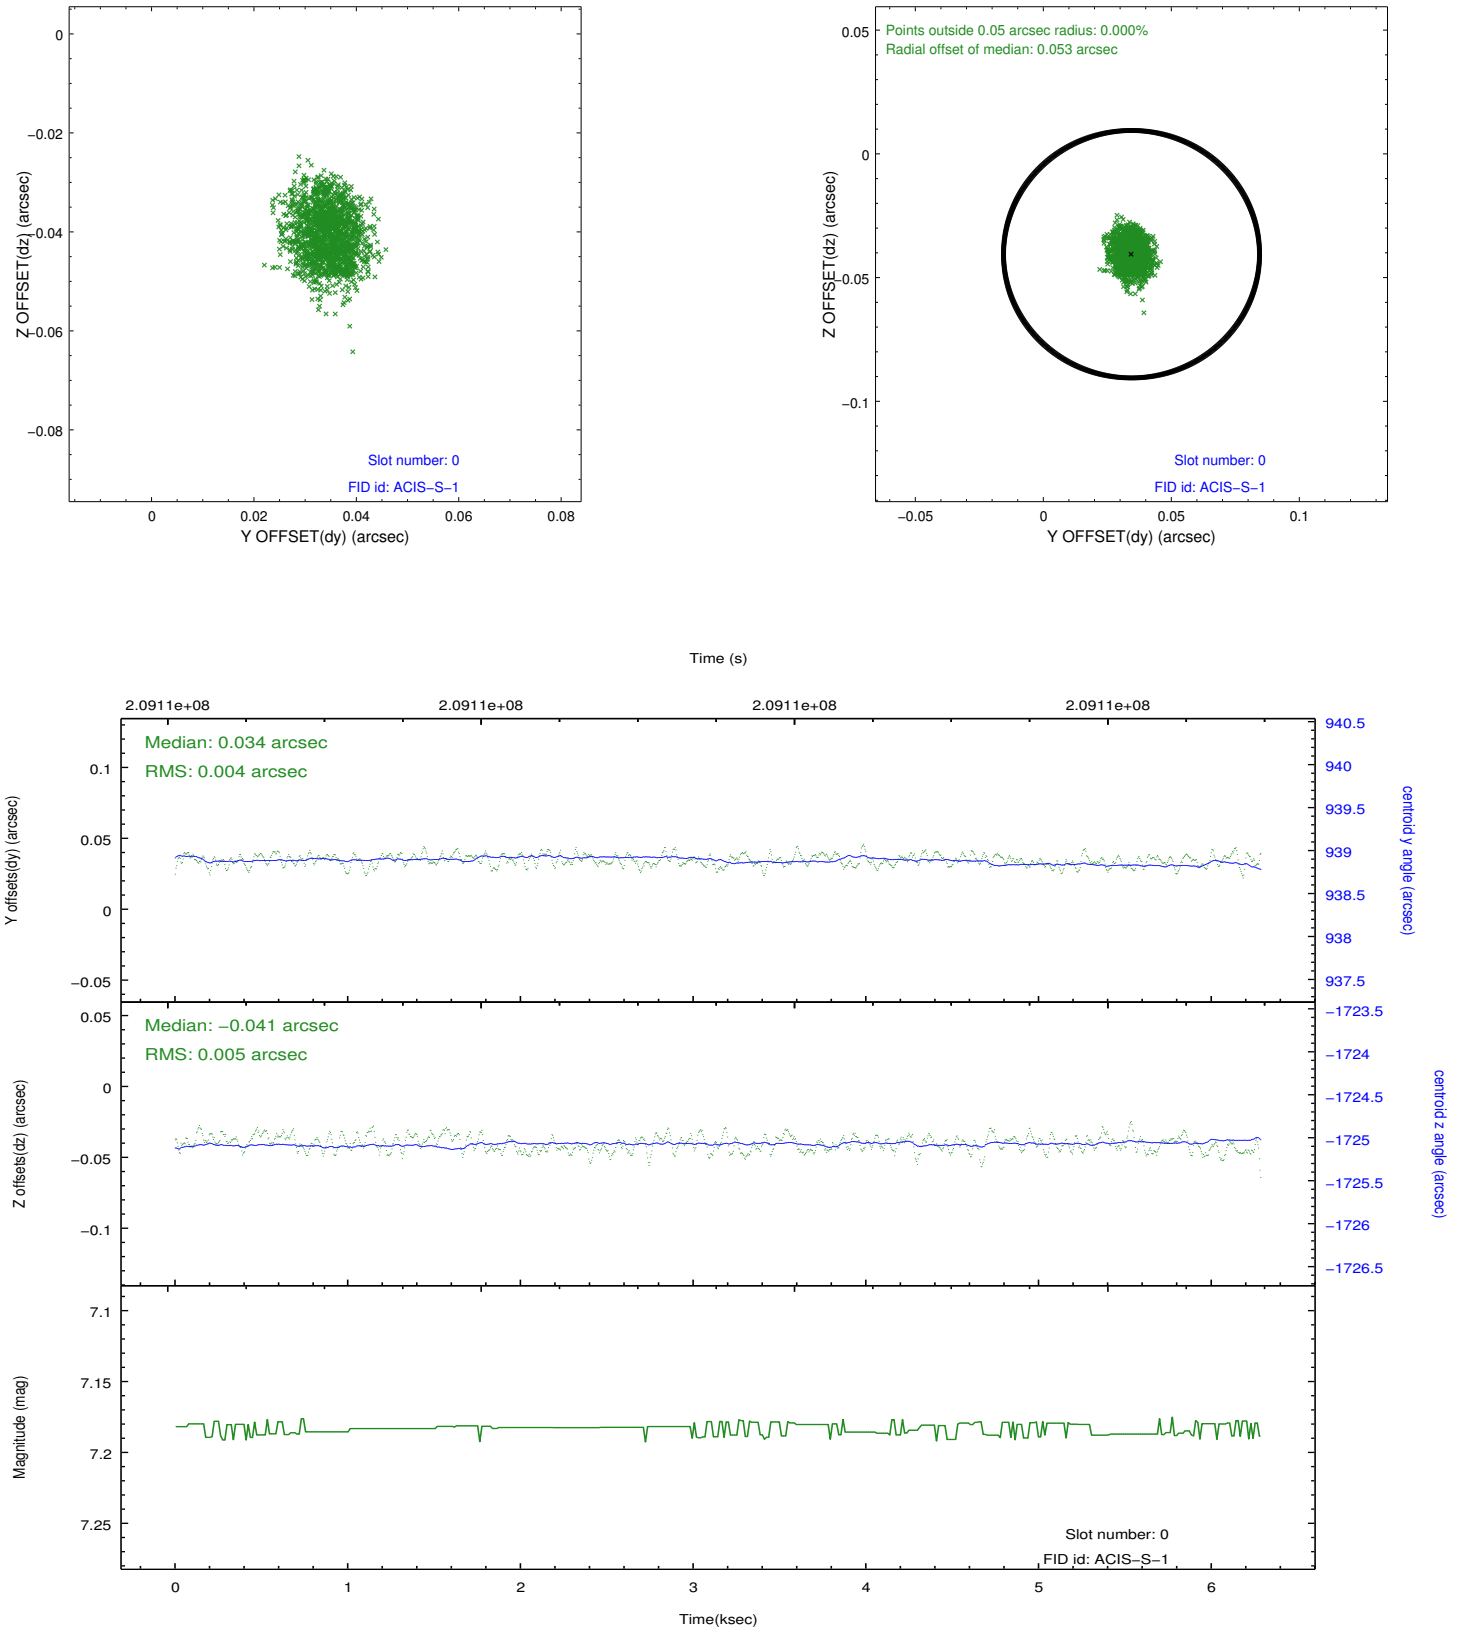 0
−0.02
−0.04
−0.06
−0.08
Z OFFSET(dz) (arcsec)
Slot number: 0
FID id: ACIS−S−1
0
0.02
0.04
0.06
0.08
Y OFFSET(dy) (arcsec)
Points outside 0.05 arcsec radius: 0.000%
Radial offset of median: 0.053 arcsec
0.05
0
−0.05
−0.1
Z OFFSET(dz) (arcsec)
Slot number: 0
FID id: ACIS−S−1
−0.05
0
0.05
0.1
Y OFFSET(dy) (arcsec)
Time (s)
2.0911e+08
2.0911e+08
2.0911e+08
2.0911e+08
Median: 0.034 arcsec
RMS: 0.004 arcsec
0.1
0.05
0
−0.05
Y offsets(dy) (arcsec)
940.5
940
939.5
939
938.5
938
937.5
centroid y angle (arcsec)
Median: −0.041 arcsec
RMS: 0.005 arcsec
0.05
0
−0.05
−0.1
Z offsets(dz) (arcsec)
−1723.5
−1724
−1724.5
−1725
−1725.5
−1726
−1726.5
centroid z angle (arcsec)
7.1
7.15
7.2
7.25
Magnitude (mag)
Slot number: 0
FID id: ACIS−S−1
0
1
2
3
4
5
6
Time(ksec)